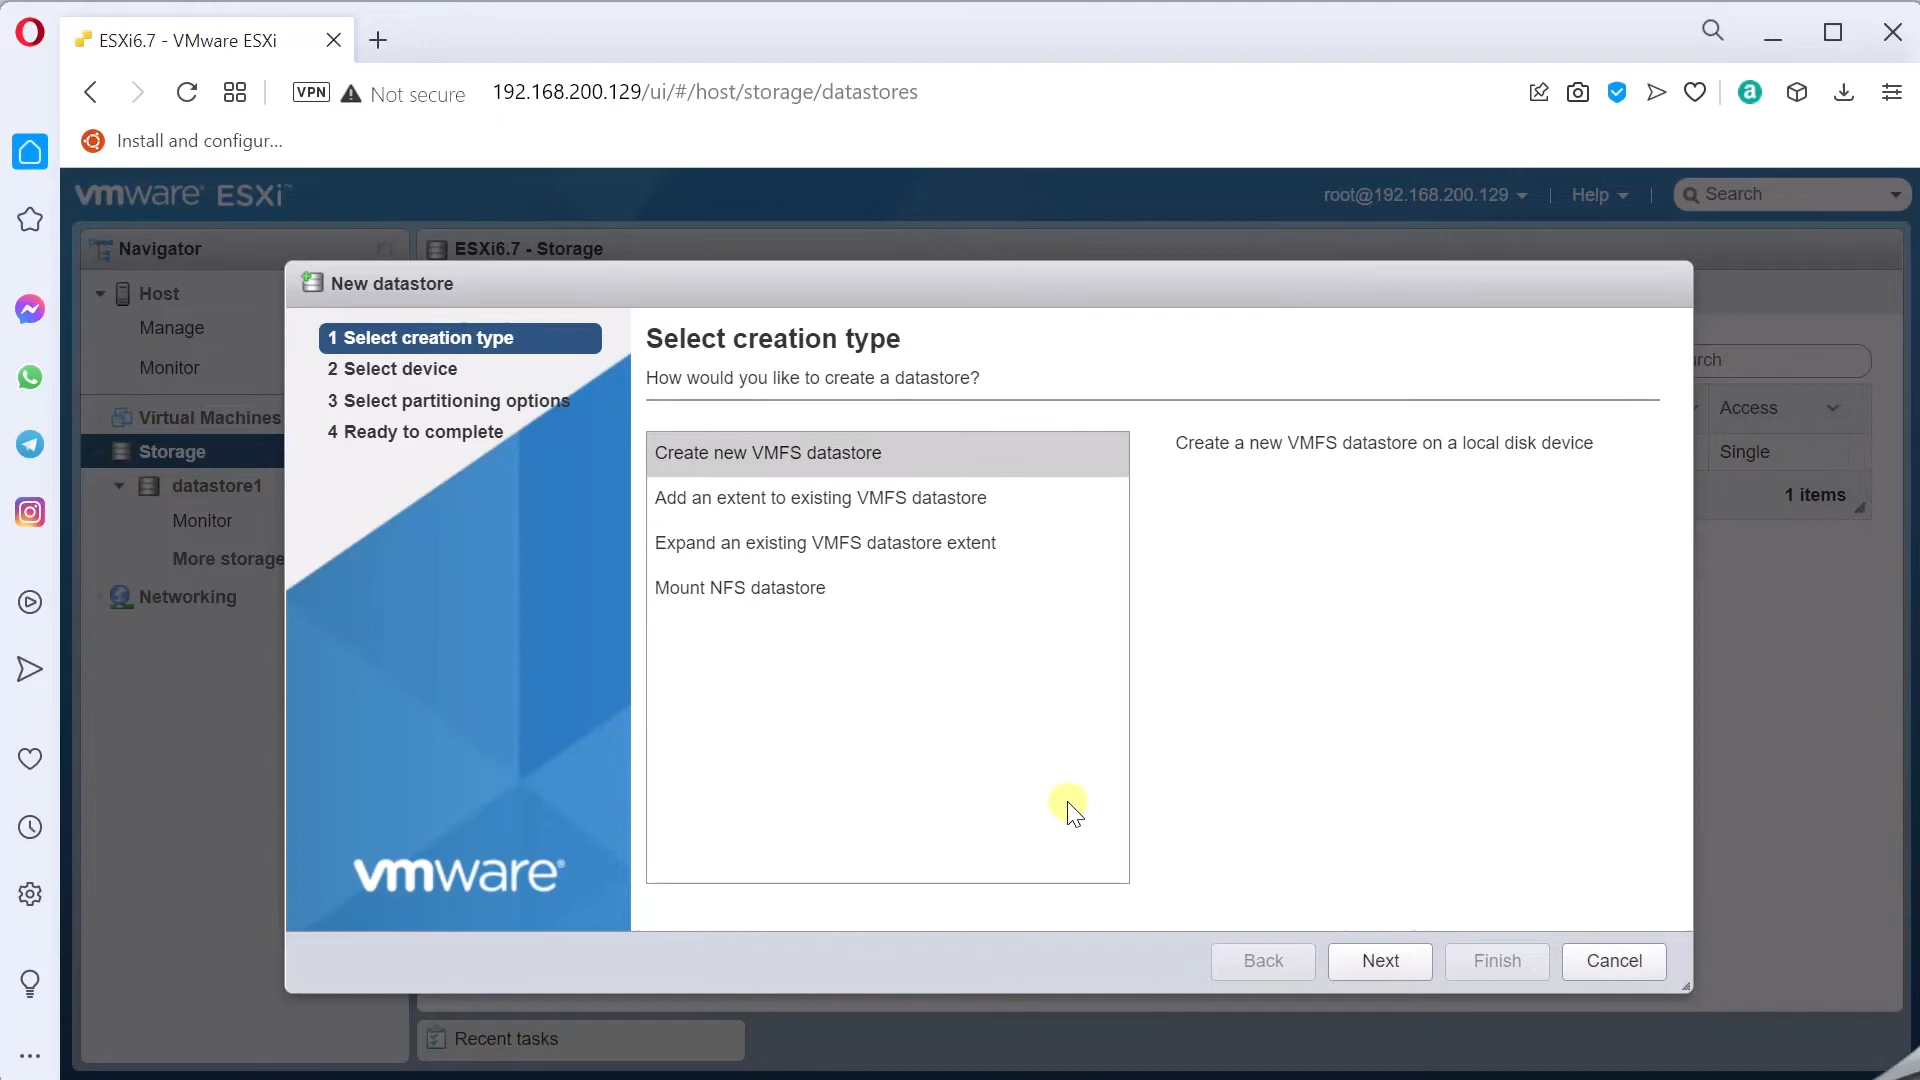 ESXi6.7 - VMware ESXi
VPN
Not secure
192.168.200.129/ui/#/host/storage/datastores
Install and configur...
vmware ESXi™
root@192.168.200.129
Help
Search
Navigator
ESXi6.7 - Storage
Host
Manage
Monitor
Virtual Machines
Storage
datastore1
Monitor
More storage
Networking
New datastore
1 Select creation type
2 Select device
3 Select partitioning options
4 Ready to complete
vmware®
Select creation type
How would you like to create a datastore?
Create new VMFS datastore
Add an extent to existing VMFS datastore
Expand an existing VMFS datastore extent
Mount NFS datastore
Create a new VMFS datastore on a local disk device
Back
Next
Finish
Cancel
Access
Single
1 items
Recent tasks